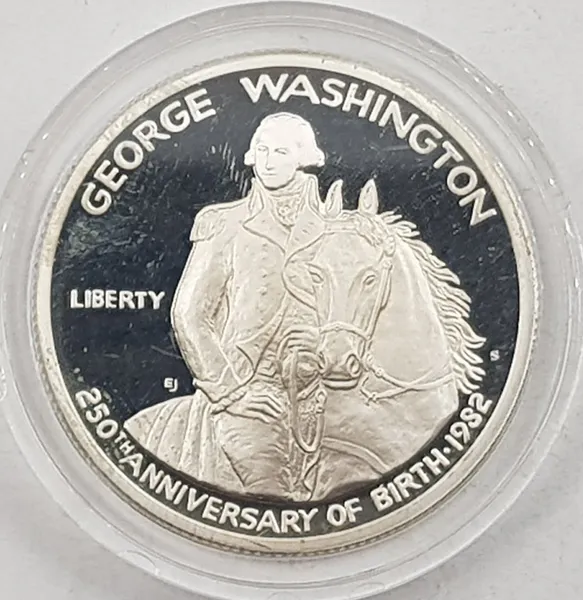 GEORGE WASHINGTON
LIBERTY
EJ
S
250TH ANNIVERSARY OF BIRTH · 1982